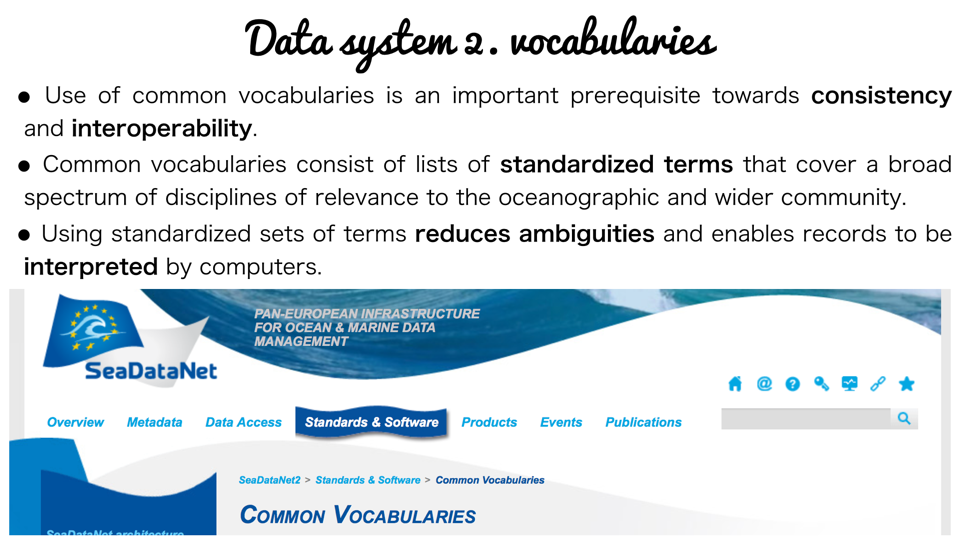 Data system 2. vocabularies
● Use of common vocabularies is an important prerequisite towards consistency
and interoperability.
● Common vocabularies consist of lists of standardized terms that cover a broad
spectrum of disciplines of relevance to the oceanographic and wider community.
● Using standardized sets of terms reduces ambiguities and enables records to be
interpreted by computers.
PAN-EUROPEAN INFRASTRUCTURE
FOR OCEAN & MARINE DATA
MANAGEMENT
SeaDataNet
Overview Metadata Data Access Standards & Software Products Events Publications
SeaDataNet2 > Standards & Software > Common Vocabularies
COMMON VOCABULARIES
SeaDataNet architecture